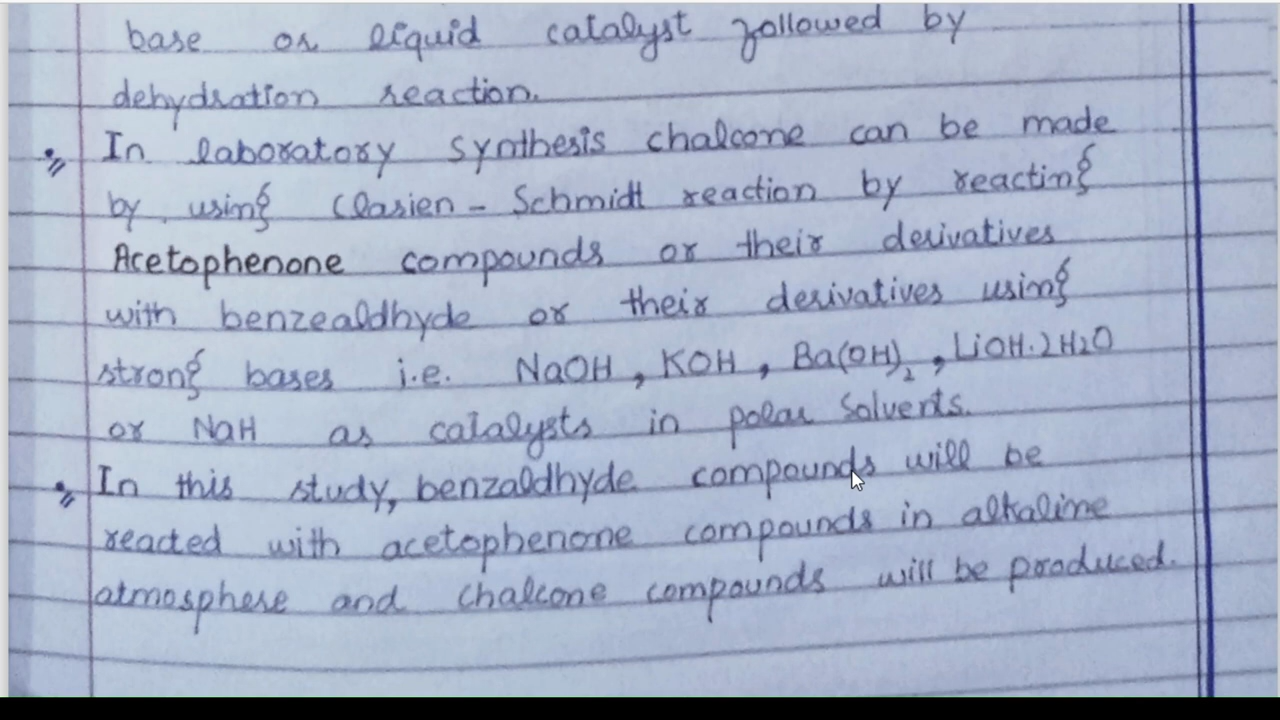 base or liquid catalyst followed by
dehydration reaction.
In laboratory synthesis chalcone can be made
by using Clasien - Schmidt reaction by reacting
Acetophenone compounds or their derivatives
with benzealdhyde or their derivatives using
strong bases i.e. NaOH, KOH, Ba(OH)₂, LiOH.2H2O
or NaH as catalysts in polar Solvents.
In this study, benzaldhyde compounds will be
reacted with acetophenone compounds in alkaline
atmosphere and chalcone compounds will be produced.